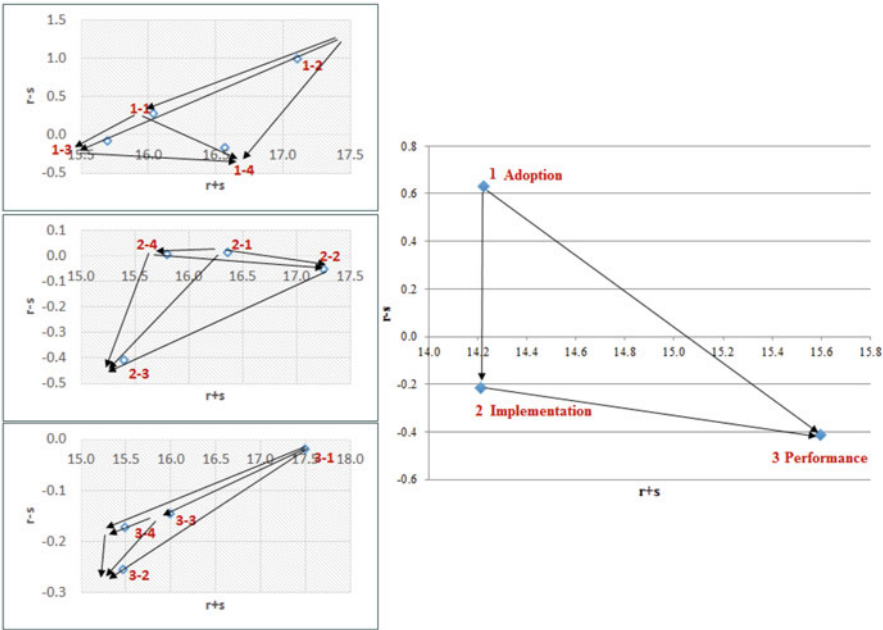 1.5
1.0
0.5
0.0
-0.5
r-s
1-2
1-1
1-3
1-4
15.5 16.0 16.5 17.0 17.5
r+s
0.1
0.0
-0.1
-0.2
-0.3
-0.4
-0.5
r-s
2-4 2-1
2-2
15.0 15.5 16.0 16.5 17.0 17.5
2-3
r+s
0.0
-0.1
-0.2
-0.3
r-s
15.0 15.5 16.0 16.5 17.0 17.5 18.0
3-1
3-3
3-4
3-2
r+s
0.8
0.6
0.4
0.2
0.0
-0.2
-0.4
-0.6
r-s
1 Adoption
14.0 14.2 14.4 14.6 14.8 15.0 15.2 15.4 15.6 15.8
2 Implementation
3 Performance
r+s